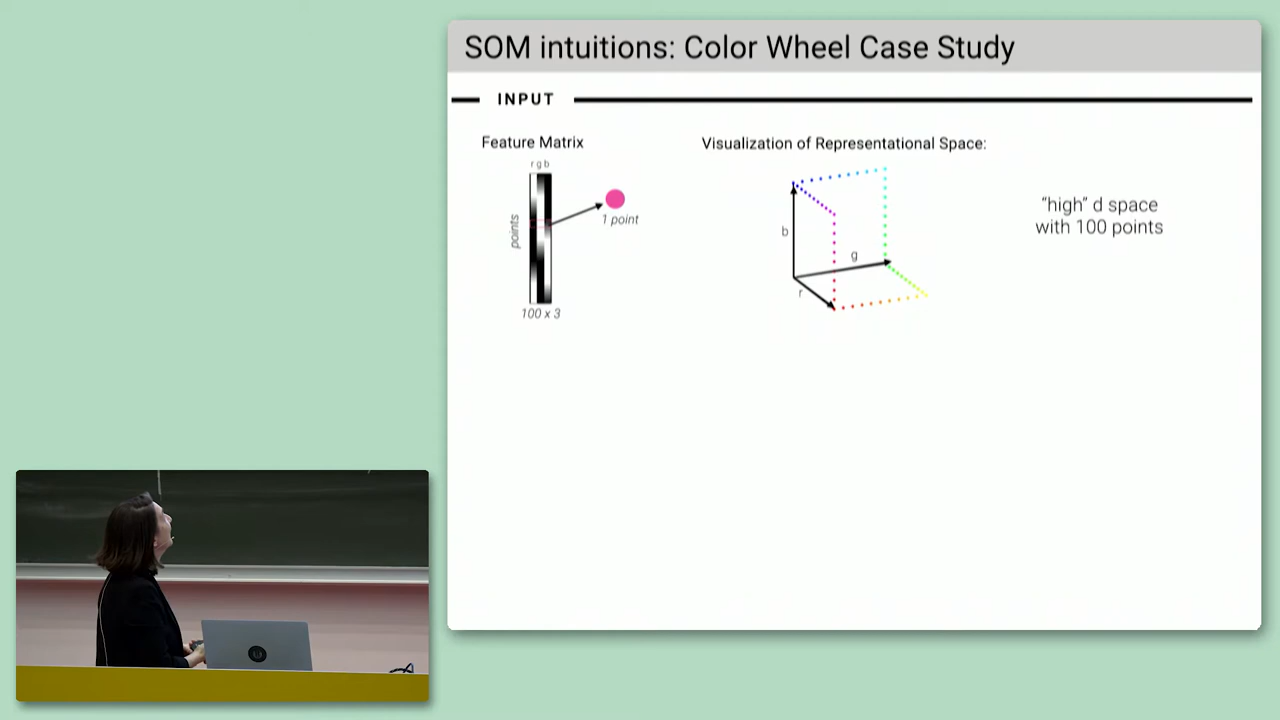 SOM intuitions: Color Wheel Case Study
INPUT
Feature Matrix
r g b
points
1 point
100 x 3
Visualization of Representational Space:
b
g
r
“high” d space
with 100 points